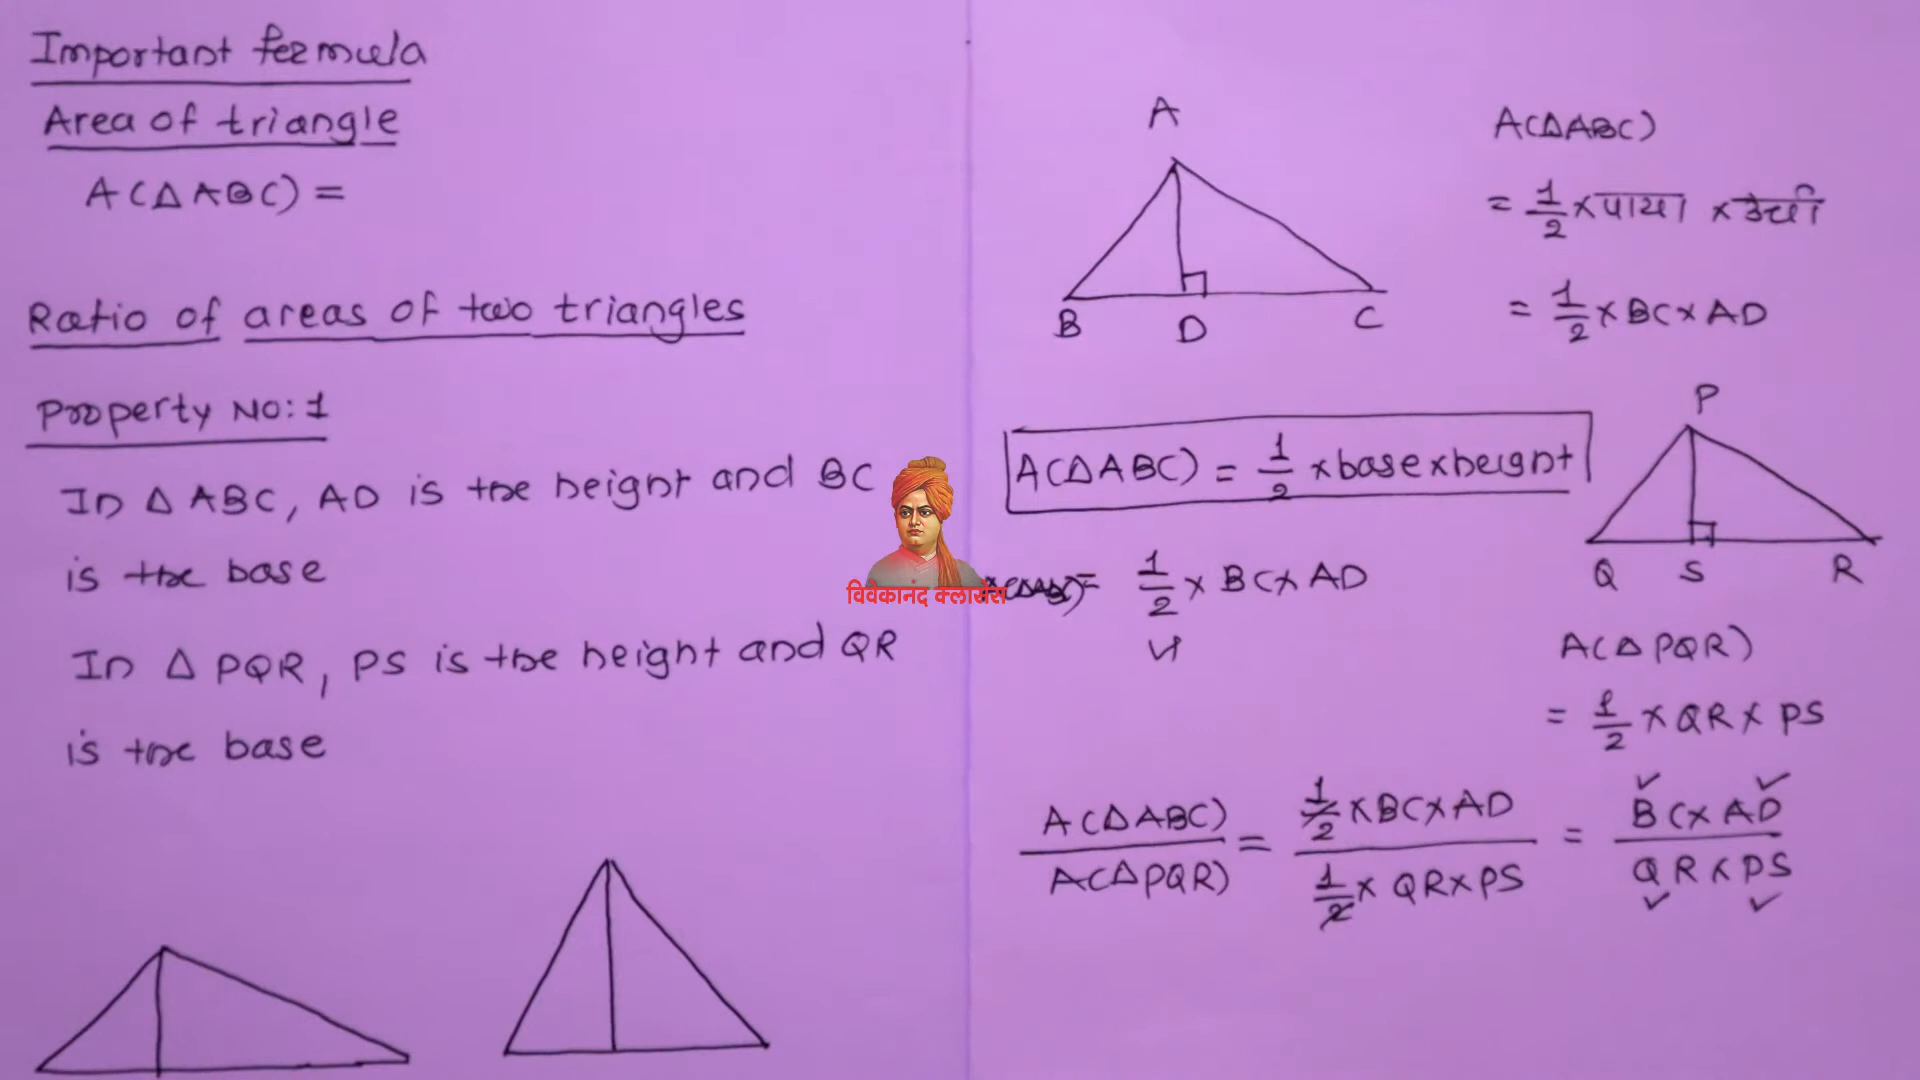 Important formula
Area of triangle
A(△ABC) =
Ratio of areas of two triangles
Property No: 1
In △ ABC, AD is the height and BC
is the base
In △ PQR, PS is the height and QR
is the base
विवेकानंद क्लासेस
A
B D C
A(△ABC)
= 1/2 × पाया × उंची
= 1/2 × BC × AD
A(△ABC) = 1/2 × base × height
= 1/2 × BC × AD
P
Q S R
A(△PQR)
= 1/2 × QR × PS
A(△ABC) / A(△PQR) = 1/2 × BC × AD / 1/2 × QR × PS = BC × AD / QR × PS